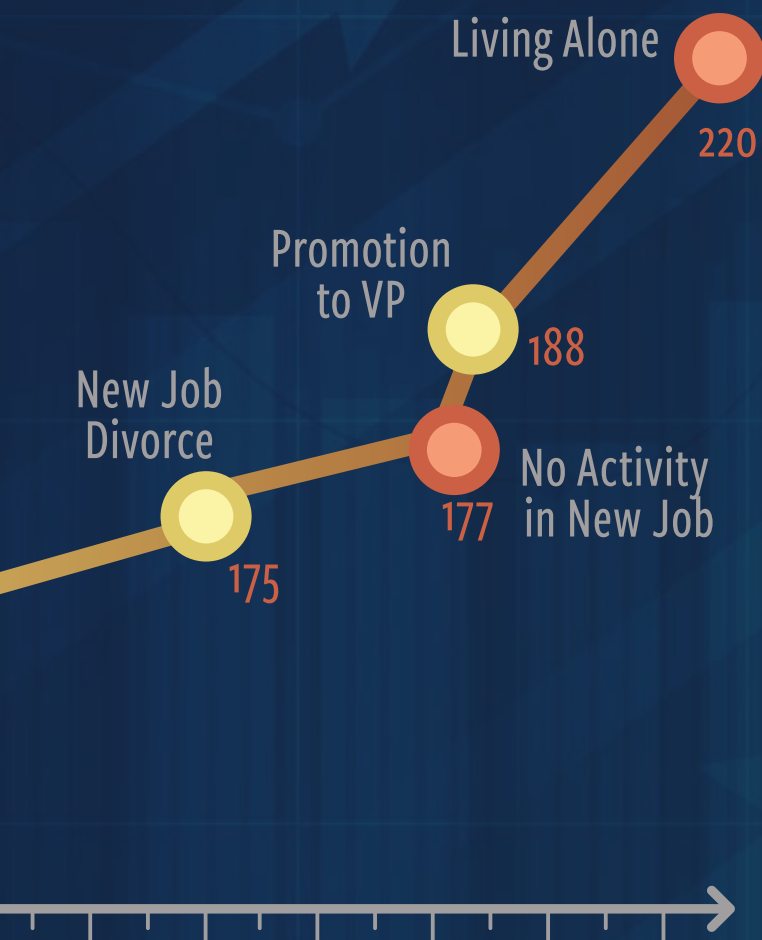 Living Alone
220
Promotion
to VP
188
New Job
Divorce
No Activity
in New Job
177
175